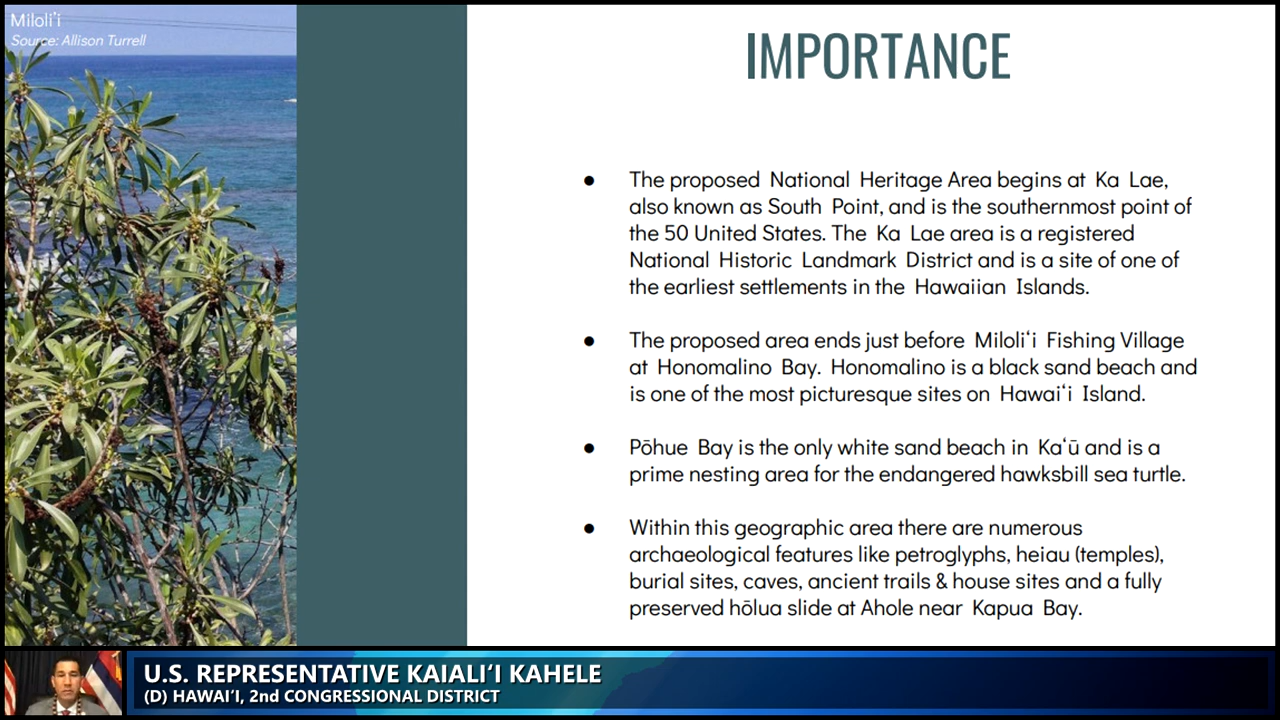 Miloli'i
Source: Allison Turrell
IMPORTANCE
● The proposed National Heritage Area begins at Ka Lae,
also known as South Point, and is the southernmost point of
the 50 United States. The Ka Lae area is a registered
National Historic Landmark District and is a site of one of
the earliest settlements in the Hawaiian Islands.
● The proposed area ends just before Miloliʻi Fishing Village
at Honomalino Bay. Honomalino is a black sand beach and
is one of the most picturesque sites on Hawaiʻi Island.
● Pōhue Bay is the only white sand beach in Kaʻū and is a
prime nesting area for the endangered hawksbill sea turtle.
● Within this geographic area there are numerous
archaeological features like petroglyphs, heiau (temples),
burial sites, caves, ancient trails & house sites and a fully
preserved hōlua slide at Ahole near Kapua Bay.
U.S. REPRESENTATIVE KAIALIʻI KAHELE
(D) HAWAIʻI, 2nd CONGRESSIONAL DISTRICT